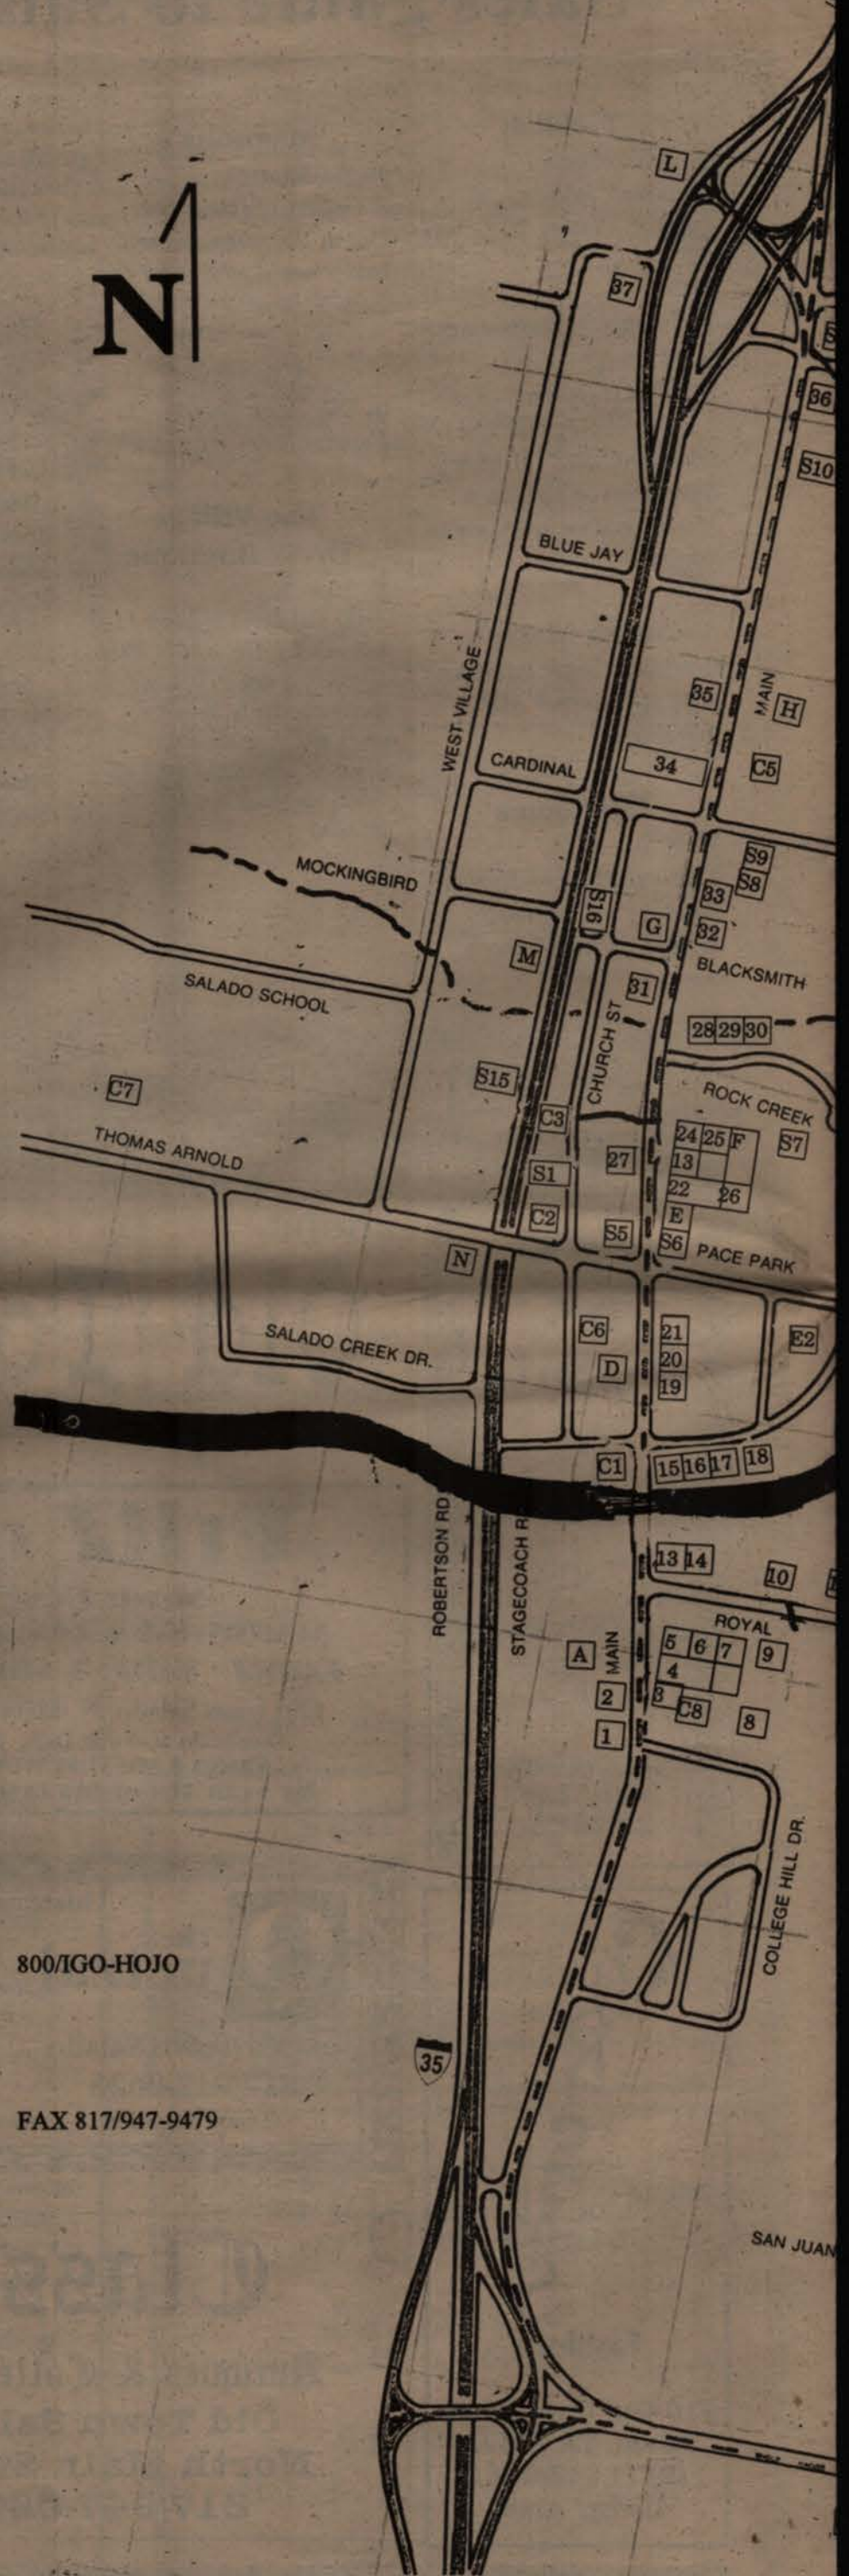 L
N
37
36
S10
BLUE JAY
WEST VILLAGE
35
MAIN
H
CARDINAL
34
C5
MOCKINGBIRD
S9
S8
33
S16
G
32
M
BLACKSMITH
SALADO SCHOOL
31
CHURCH ST
28 29 30
S15
C7
ROCK CREEK
C3
THOMAS ARNOLD
24 25 F
S7
27
13
S1
22 26
C2
E
S5
S6
PACE PARK
N
SALADO CREEK DR.
C6
21
E2
D
20
19
C1
15 16 17 18
ROBERTSON RD
STAGECOACH R
13 14
10
ROYAL
A
MAIN
5 6 7
9
4
2
3
C8
8
1
COLLEGE HILL DR.
800/IGO-HOJO
35
FAX 817/947-9479
SAN JUAN